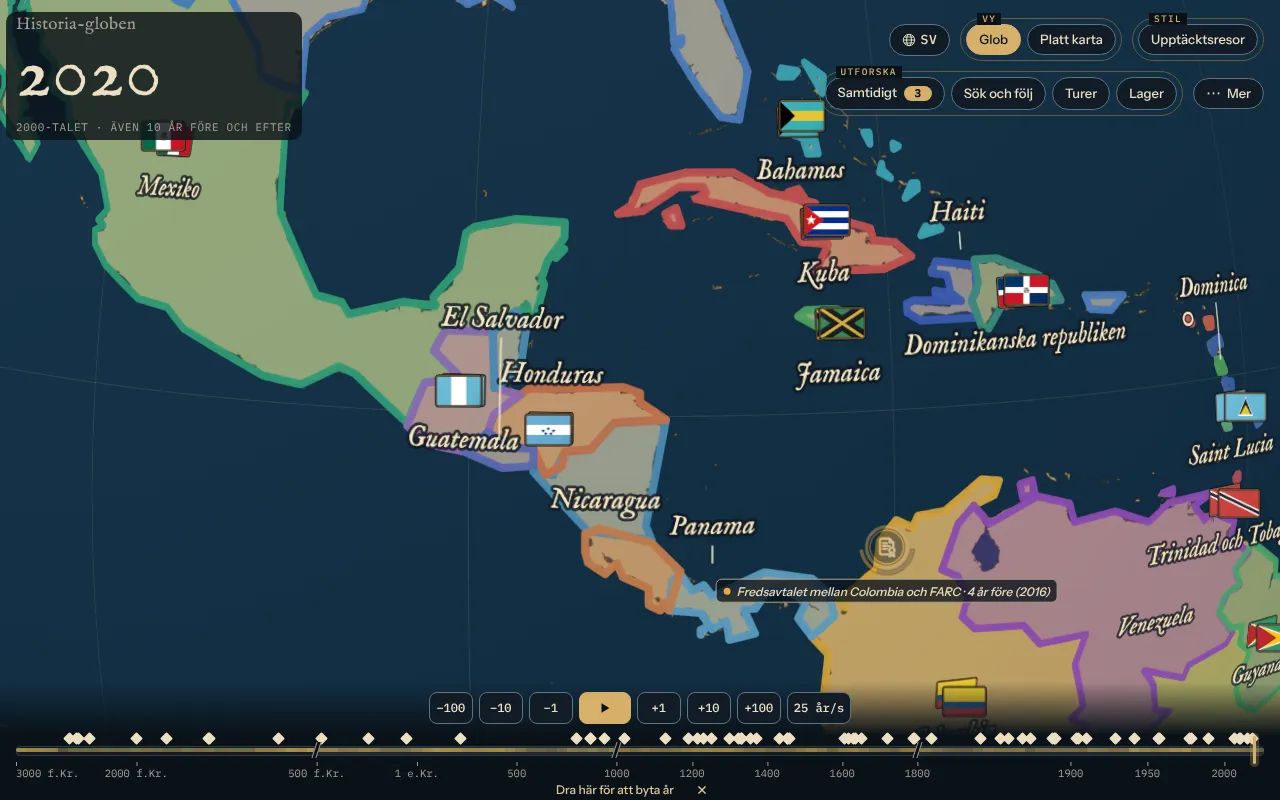 Historia-globen
2020
2000-TALET · ÄVEN 10 ÅR FÖRE OCH EFTER
SV
VY
Glob
Platt karta
STIL
Upptäcktsresor
UTFORSKA
Samtidigt 3
Sök och följ
Turer
Lager
··· Mer
Mexiko
Bahamas
Haiti
Kuba
Dominica
El Salvador
Dominikanska republiken
Jamaica
Honduras
Guatemala
Saint Lucia
Nicaragua
Panama
Trinidad och Toba
Fredsavtalet mellan Colombia och FARC · 4 år före (2016)
Venezuela
Guyana
−100
−10
−1
+1
+10
+100
25 år/s
3000 f.Kr.
2000 f.Kr.
500 f.Kr.
1 e.Kr.
500
1000
1200
1400
1600
1800
1900
1950
2000
Dra här för att byta år ✕